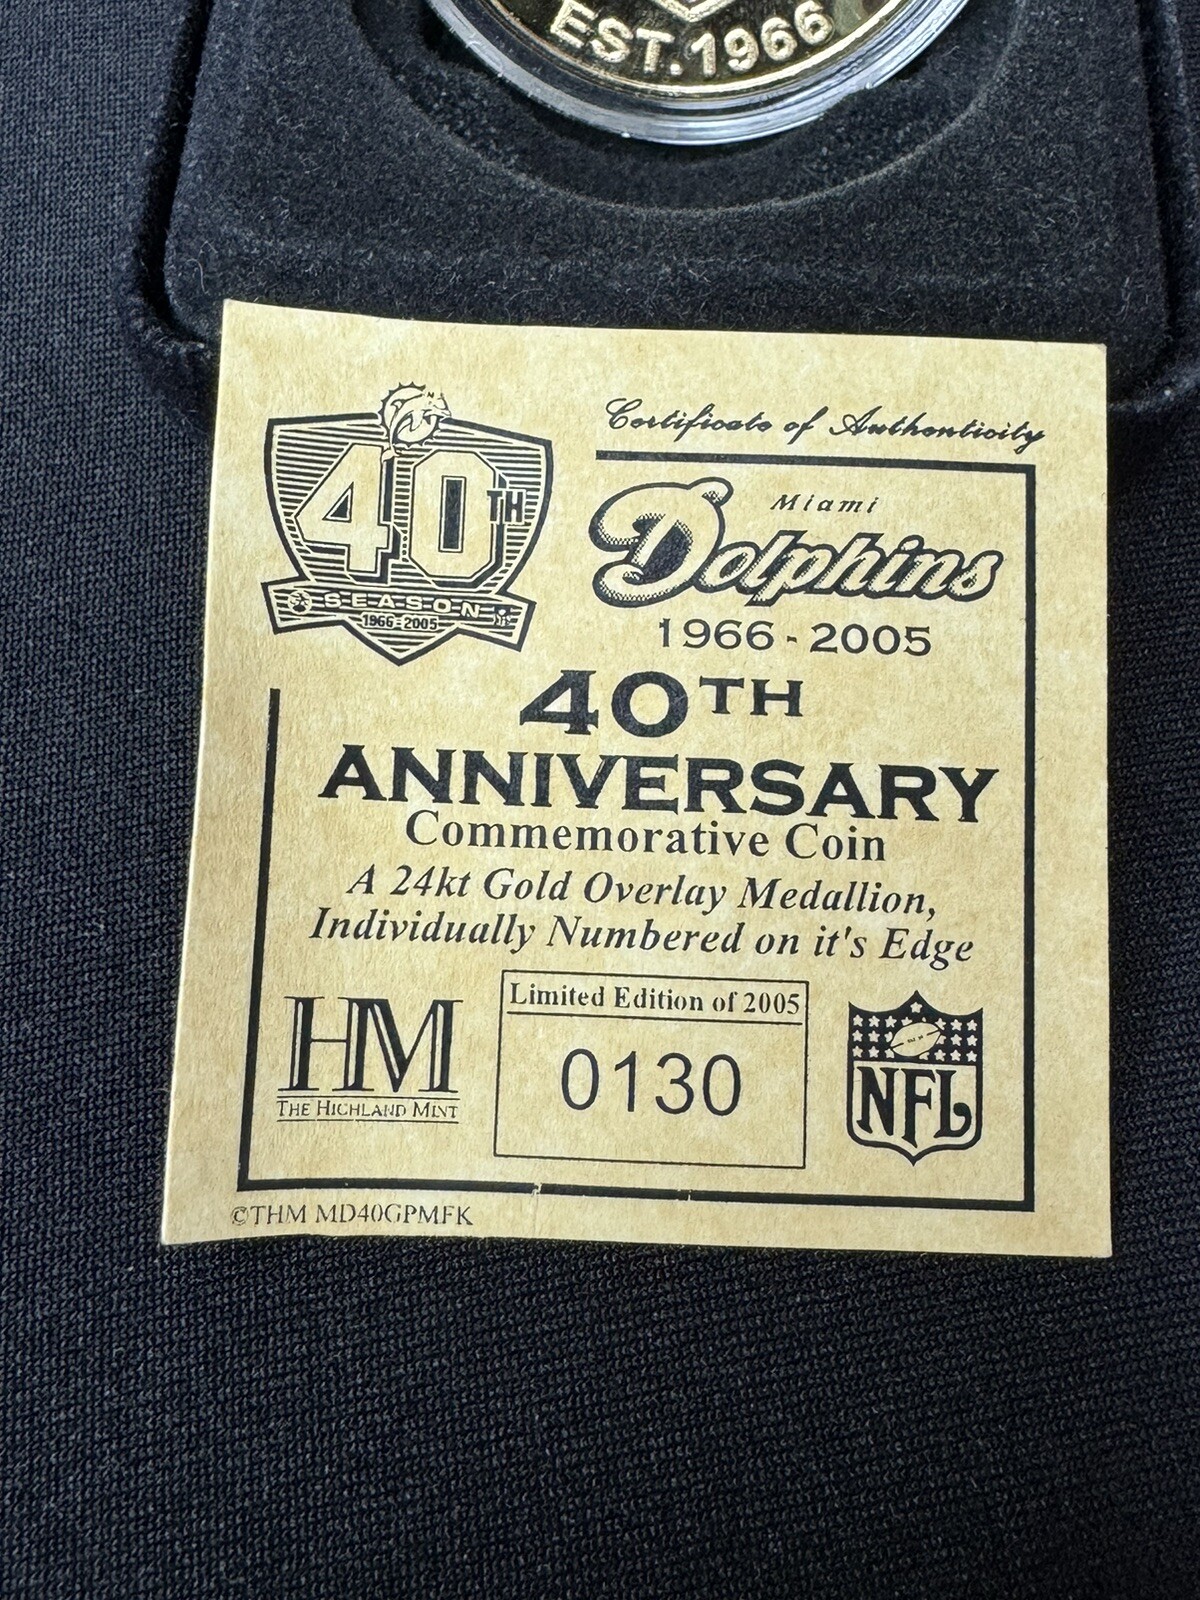 EST. 1966
Certificate of Authenticity
40TH
SEASON
1966-2005
Miami
Dolphins
1966 - 2005
40TH
ANNIVERSARY
Commemorative Coin
A 24kt Gold Overlay Medallion,
Individually Numbered on it's Edge
HM
THE HIGHLAND MINT
Limited Edition of 2005
0130
NFL
©THM MD40GPMFK